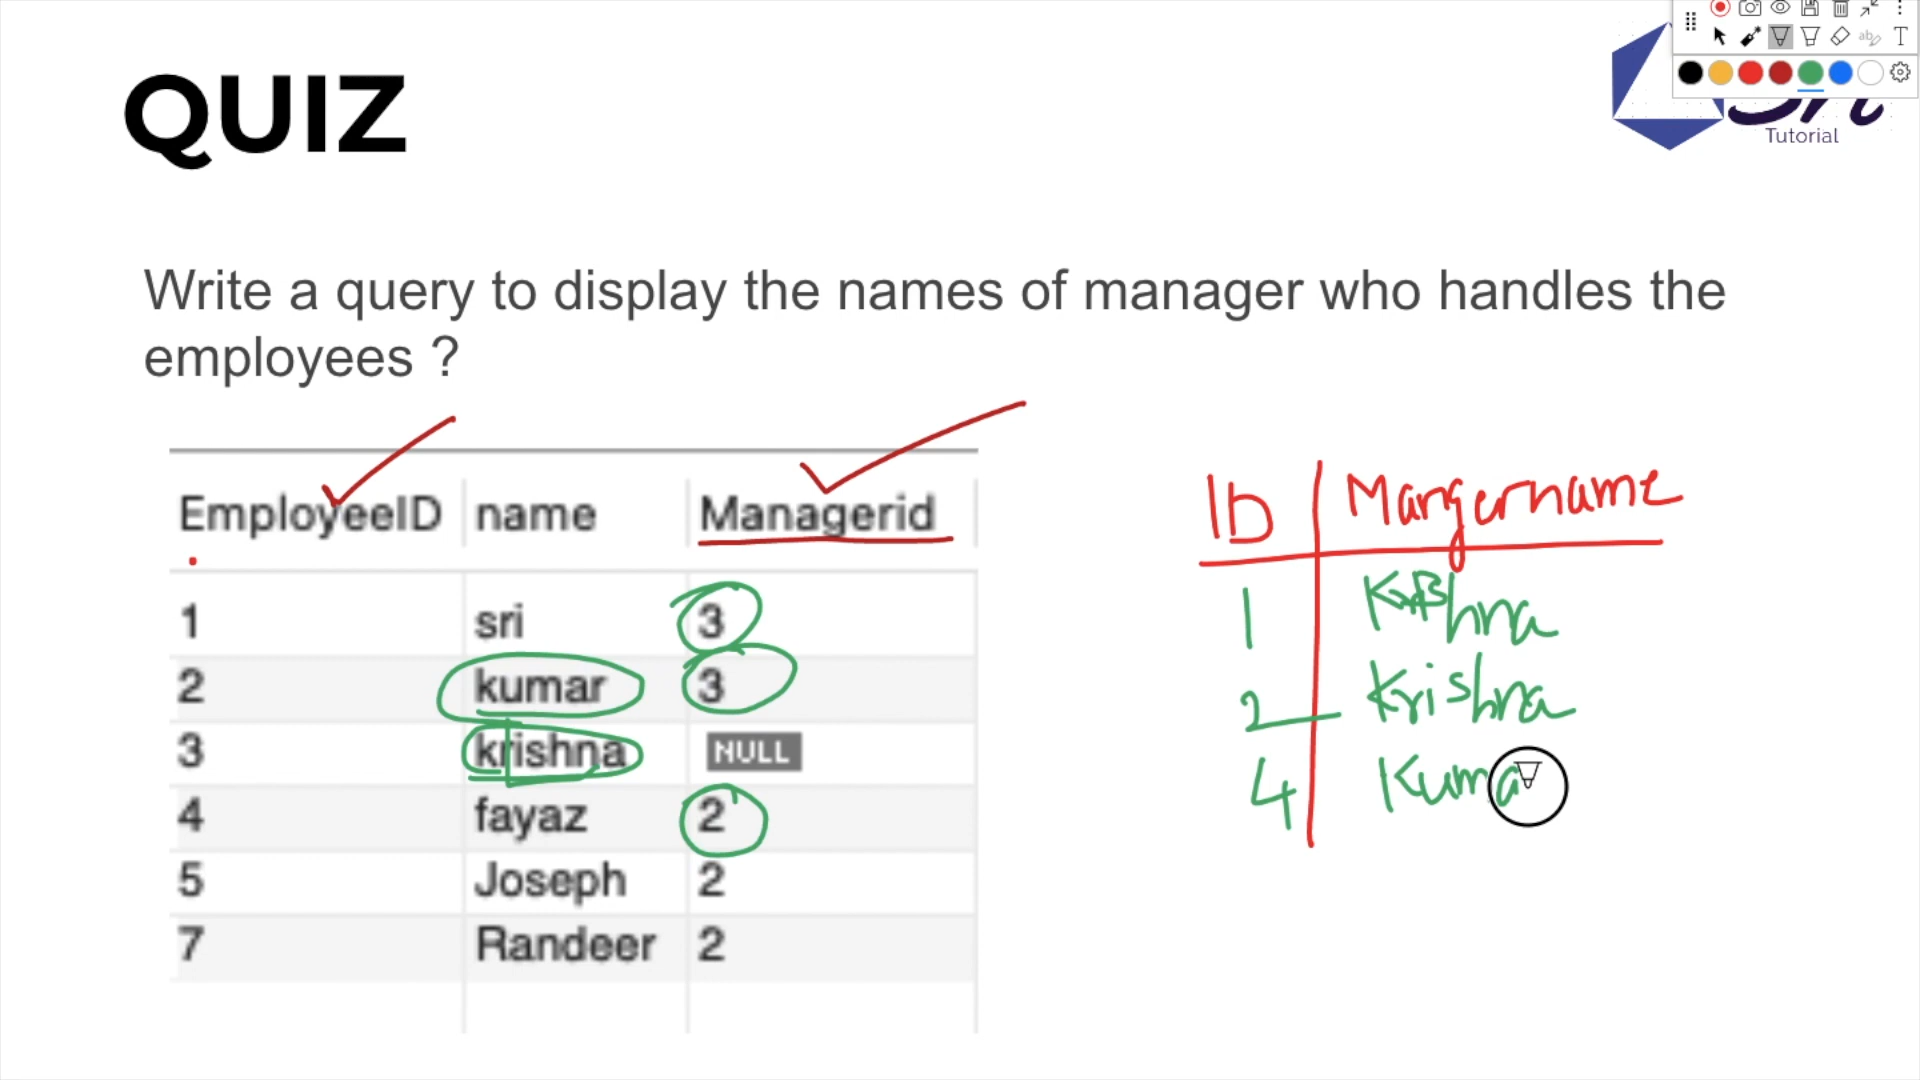 QUIZ
Tutorial
Write a query to display the names of manager who handles the
employees ?
EmployeeID name Managerid
1 sri 3
2 kumar 3
3 krishna NULL
4 fayaz 2
5 Joseph 2
7 Randeer 2
ID Mangername
1 Krishna
2 Krishna
4 Kuma